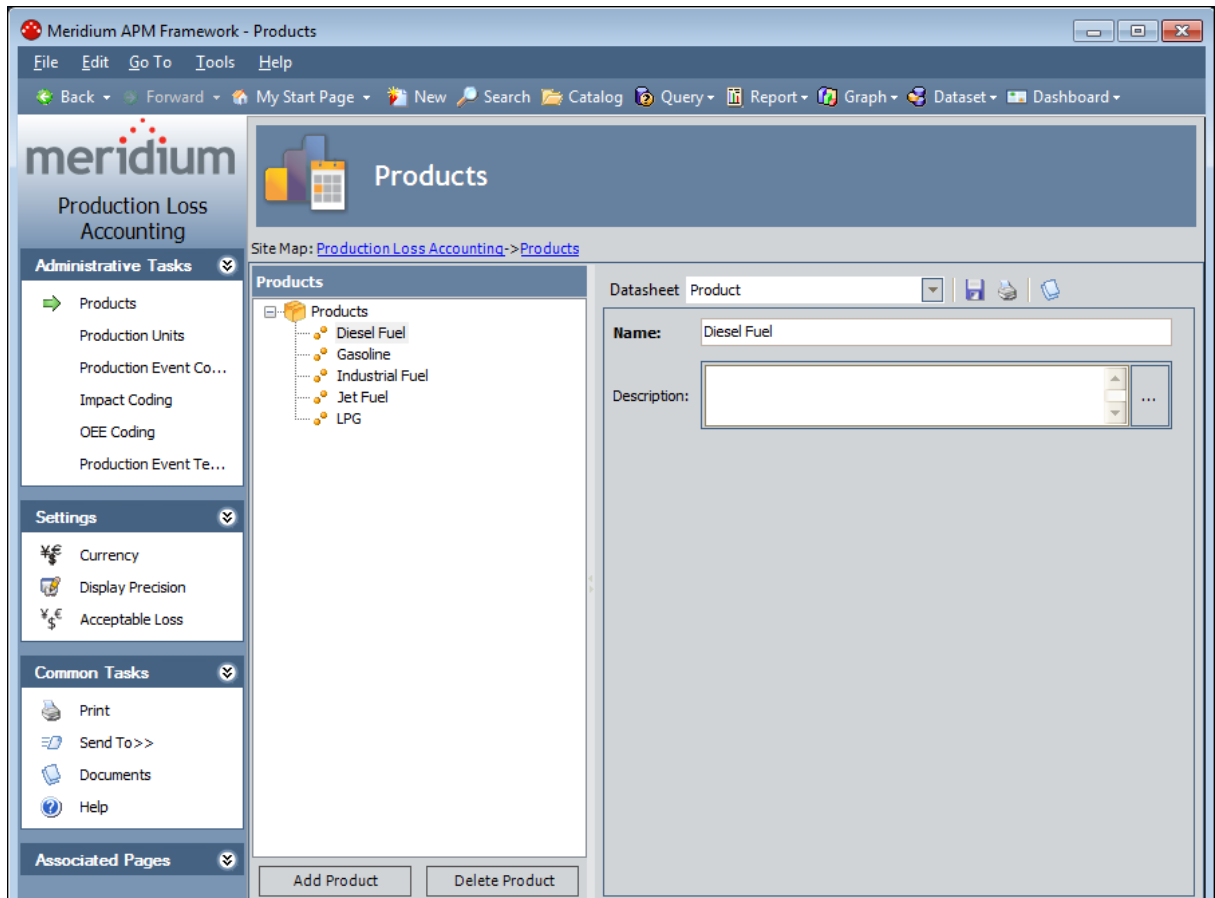 Meridium APM Framework - Products
File Edit Go To Tools Help
Back Forward My Start Page New Search Catalog Query Report Graph Dataset Dashboard
meridium
Production Loss
Accounting
Products
Site Map: Production Loss Accounting->Products
Administrative Tasks
Products
Production Units
Production Event Co...
Impact Coding
OEE Coding
Production Event Te...
Settings
Currency
Display Precision
Acceptable Loss
Common Tasks
Print
Send To>>
Documents
Help
Associated Pages
Products
Products
Diesel Fuel
Gasoline
Industrial Fuel
Jet Fuel
LPG
Add Product Delete Product
Datasheet Product
Name: Diesel Fuel
Description: ...